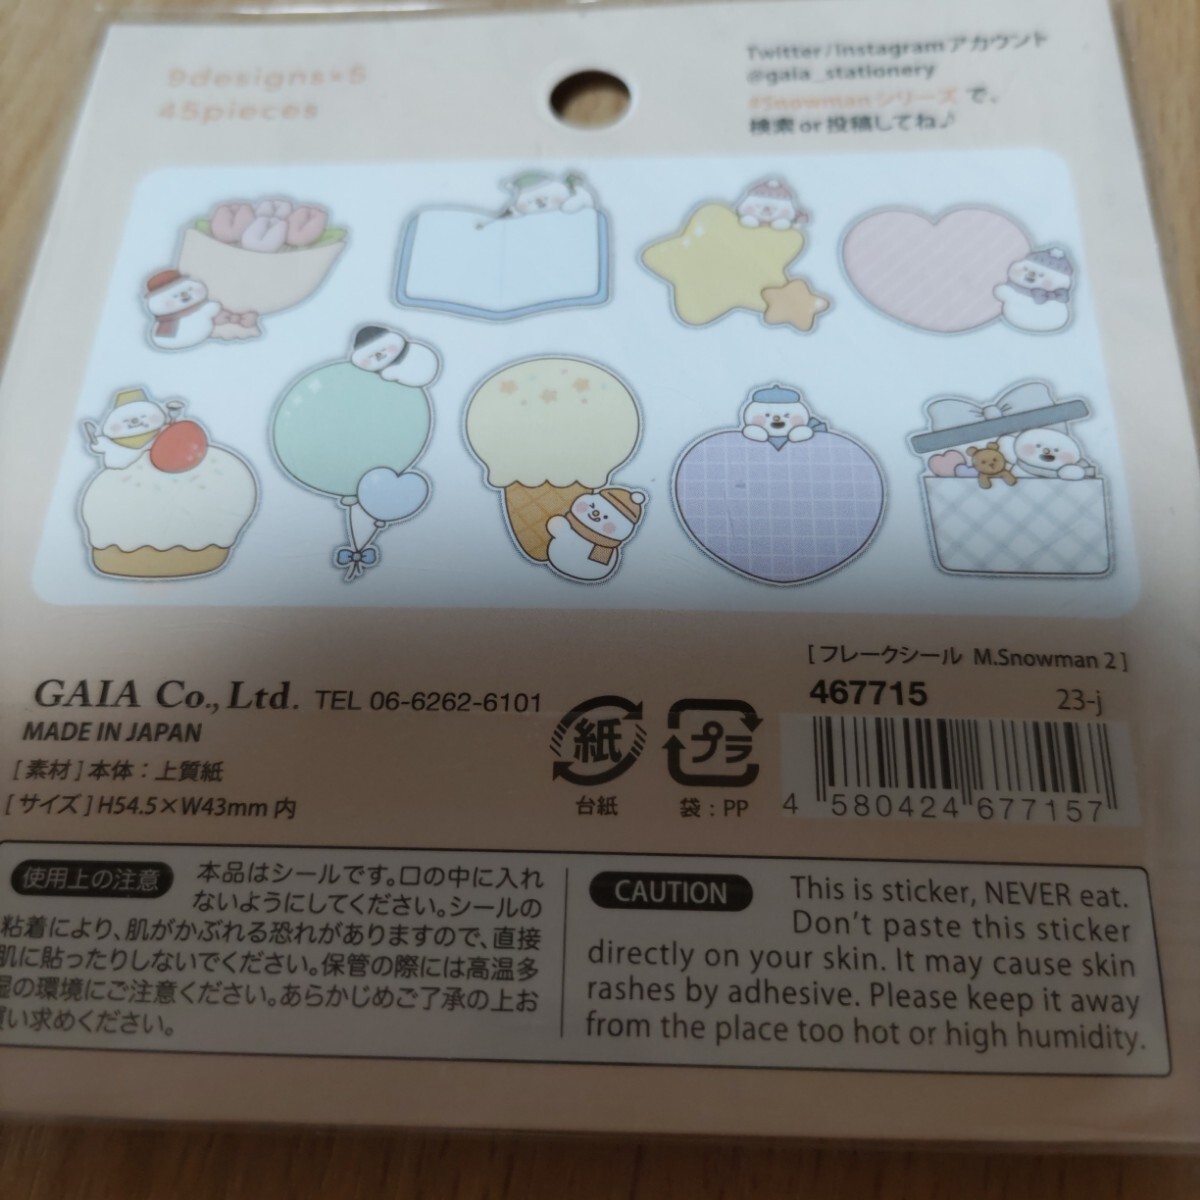 9designs×5
45pieces
Twitter/Instagramアカウント
@gaia_stationery
#Snowmanシリーズ で、
検索or投稿してね♪
[フレークシール M.Snowman 2]
GAIA Co., Ltd. TEL 06-6262-6101
467715 23-j
MADE IN JAPAN
[素材]本体：上質紙
[サイズ]H54.5×W43mm 内
紙
プラ
台紙
袋：PP
4 580424 677157
使用上の注意 本品はシールです。口の中に入れ
ないようにしてください。シールの
粘着により、肌がかぶれる恐れがありますので、直接
肌に貼ったりしないでください。保管の際には高温多
湿の環境にご注意ください。あらかじめご了承の上お
買い求めください。
CAUTION This is sticker, NEVER eat.
Don't paste this sticker
directly on your skin. It may cause skin
rashes by adhesive. Please keep it away
from the place too hot or high humidity.